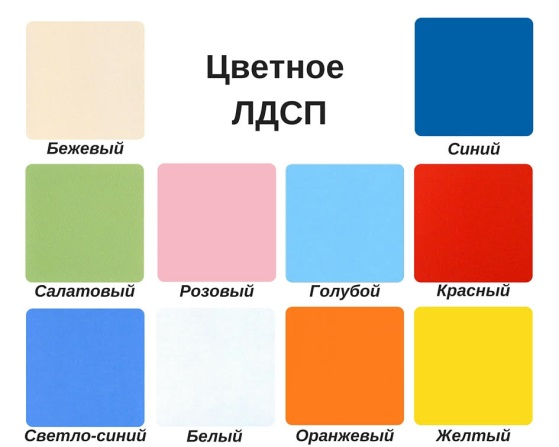 Цветное
ЛДСП
Бежевый
Синий
Салатовый
Розовый
Голубой
Красный
Светло-синий
Белый
Оранжевый
Желтый